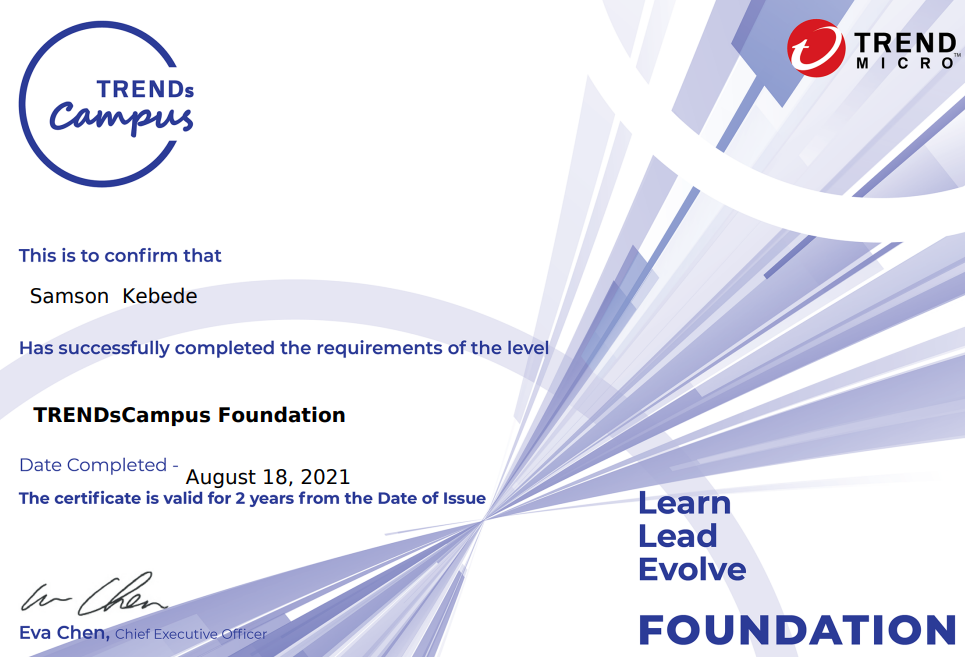 TRENDs
Campus
TREND
MICRO™
This is to confirm that
Samson Kebede
Has successfully completed the requirements of the level
TRENDsCampus Foundation
Date Completed - August 18, 2021
The certificate is valid for 2 years from the Date of Issue
Learn
Lead
Evolve
Eva Chen
Eva Chen, Chief Executive Officer
FOUNDATION